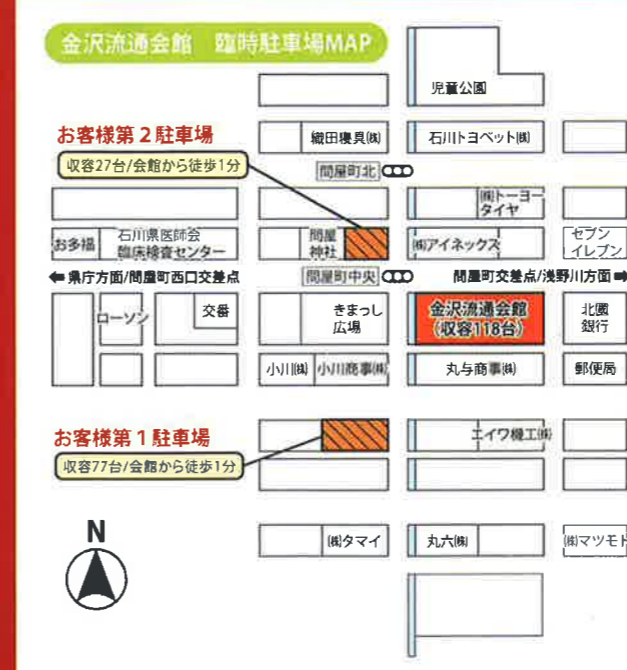 金沢流通会館 臨時駐車場MAP
児童公園
お客様第2駐車場
収容27台/会館から徒歩1分
織田寝具㈱
石川トヨペット㈱
問屋町北
㈱トーヨー
タイヤ
お多福
石川県医師会
臨床検査センター
問屋
神社
㈱アイネックス
セブン
イレブン
⬅県庁方面/問屋町西口交差点
問屋町中央
問屋町交差点/浅野川方面➡
ローソン
交番
きまっし
広場
金沢流通会館
(収容118台)
北國
銀行
小川㈱
小川商事㈱
丸与商事㈱
郵便局
お客様第1駐車場
収容77台/会館から徒歩1分
エイワ機工㈱
N
㈱タマイ
丸六㈱
㈱マツモト